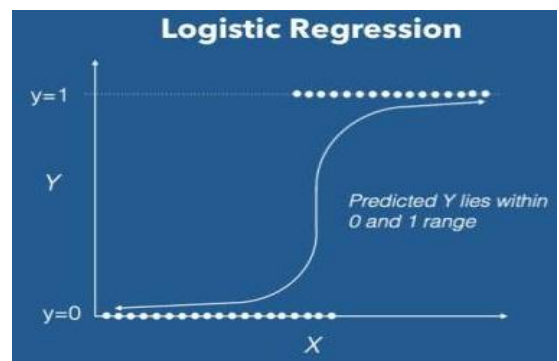 Logistic Regression
y=1
Y
Predicted Y lies within
0 and 1 range
y=0
X